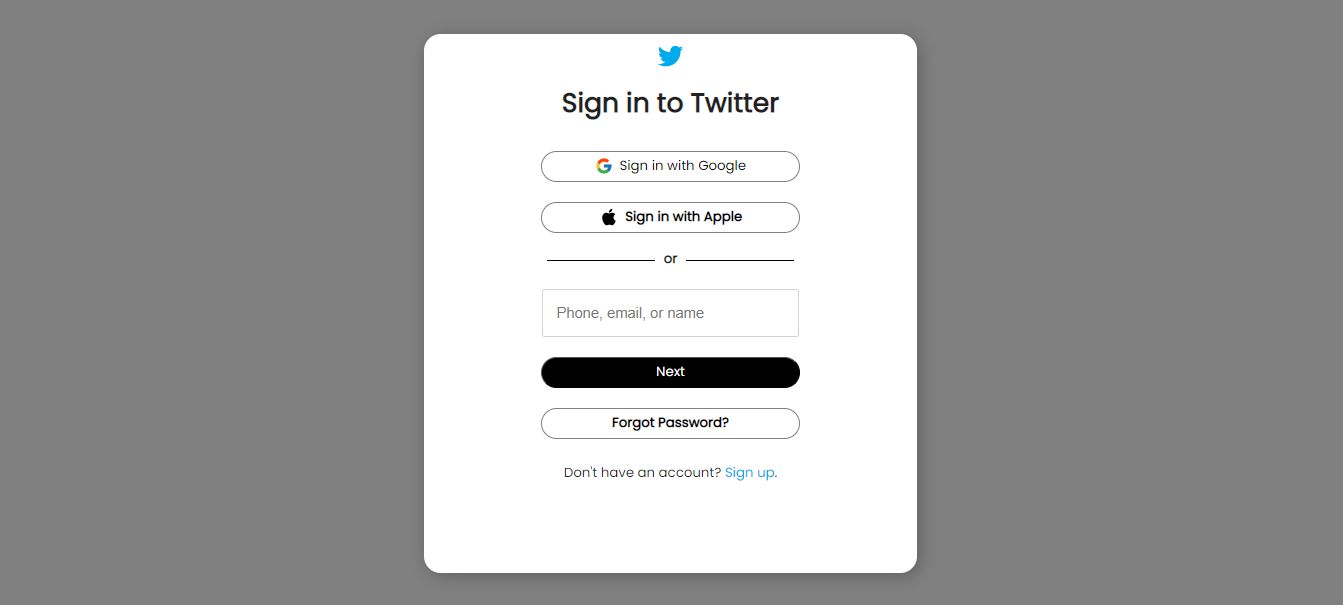 Sign in to Twitter
Sign in with Google
Sign in with Apple
or
Phone, email, or name
Next
Forgot Password?
Don't have an account? Sign up.